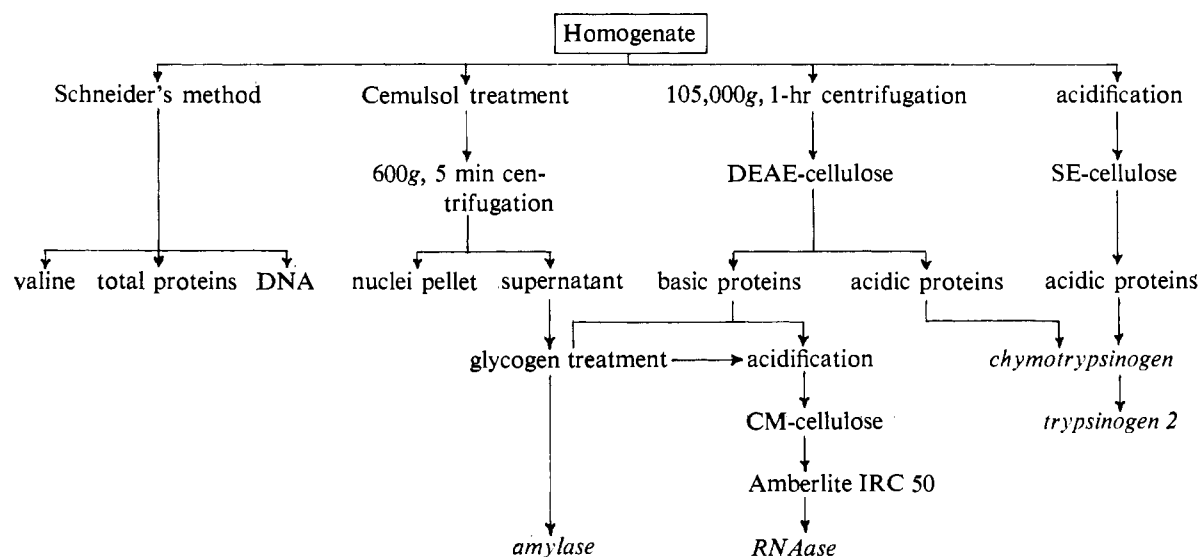 Homogenate
Schneider's method
Cemulsol treatment
105,000g, 1-hr centrifugation
acidification
600g, 5 min cen-
trifugation
DEAE-cellulose
SE-cellulose
valine
total proteins
DNA
nuclei pellet
supernatant
basic proteins
acidic proteins
acidic proteins
glycogen treatment
acidification
chymotrypsinogen
CM-cellulose
trypsinogen 2
Amberlite IRC 50
amylase
RNAase